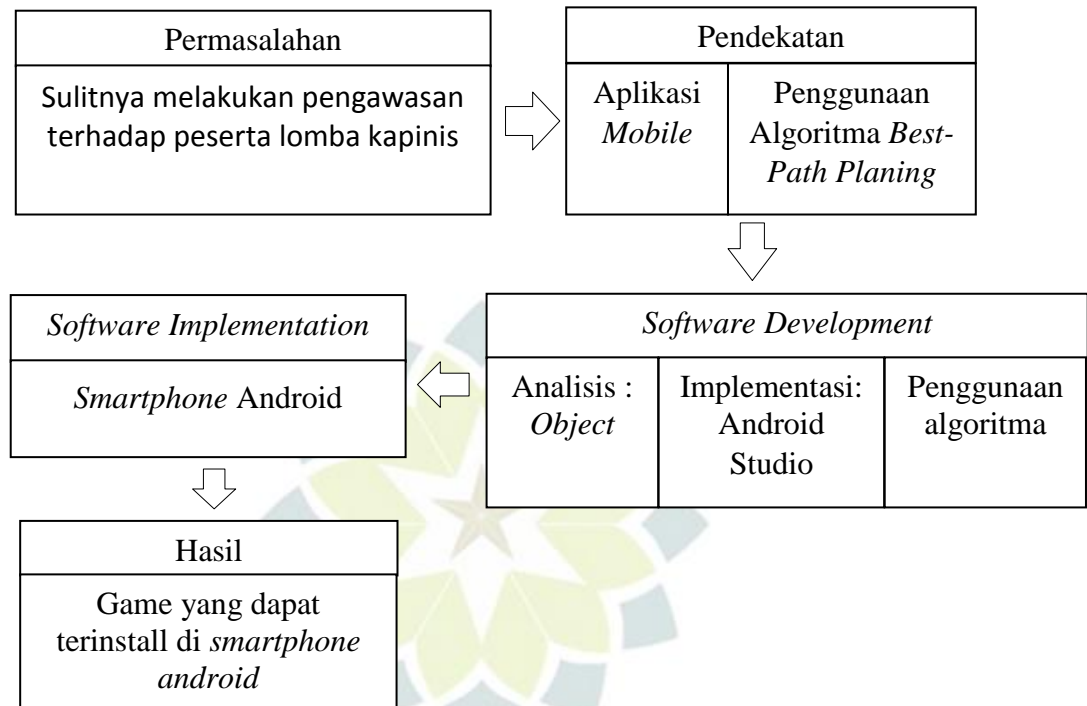 Permasalahan
Sulitnya melakukan pengawasan
terhadap peserta lomba kapinis
Pendekatan
Aplikasi
Mobile
Penggunaan
Algoritma Best-
Path Planing
Software Development
Analisis :
Object
Implementasi:
Android
Studio
Penggunaan
algoritma
Software Implementation
Smartphone Android
Hasil
Game yang dapat
terinstall di smartphone
android